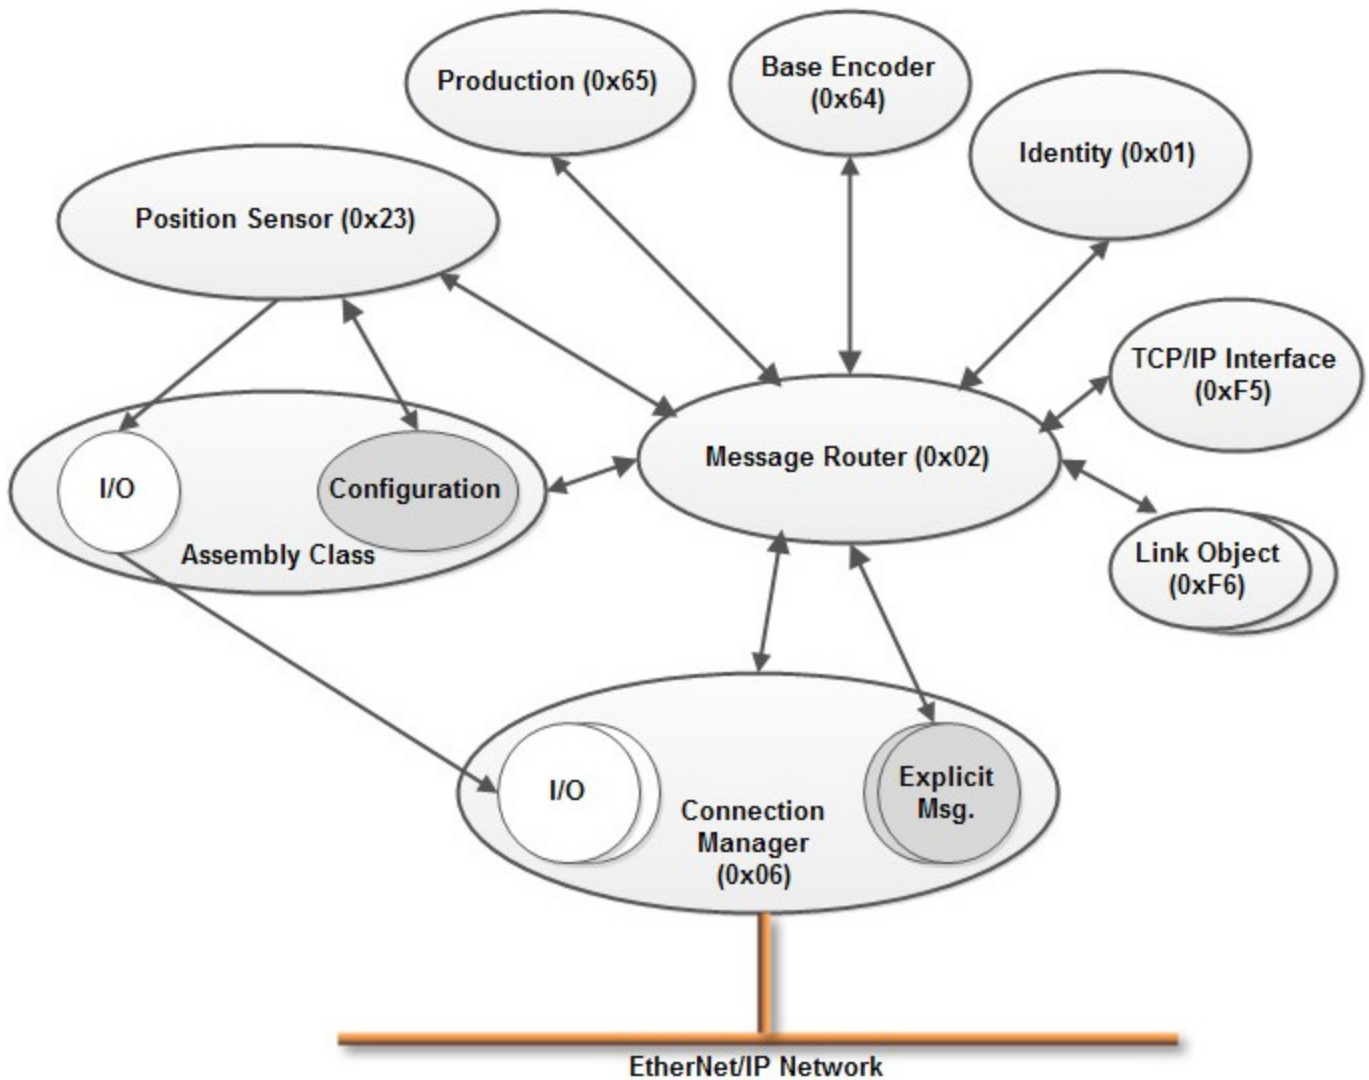 Production (0x65)
Base Encoder
(0x64)
Identity (0x01)
Position Sensor (0x23)
TCP/IP Interface
(0xF5)
Message Router (0x02)
I/O
Configuration
Assembly Class
Link Object
(0xF6)
I/O
Explicit
Msg.
Connection
Manager
(0x06)
EtherNet/IP Network